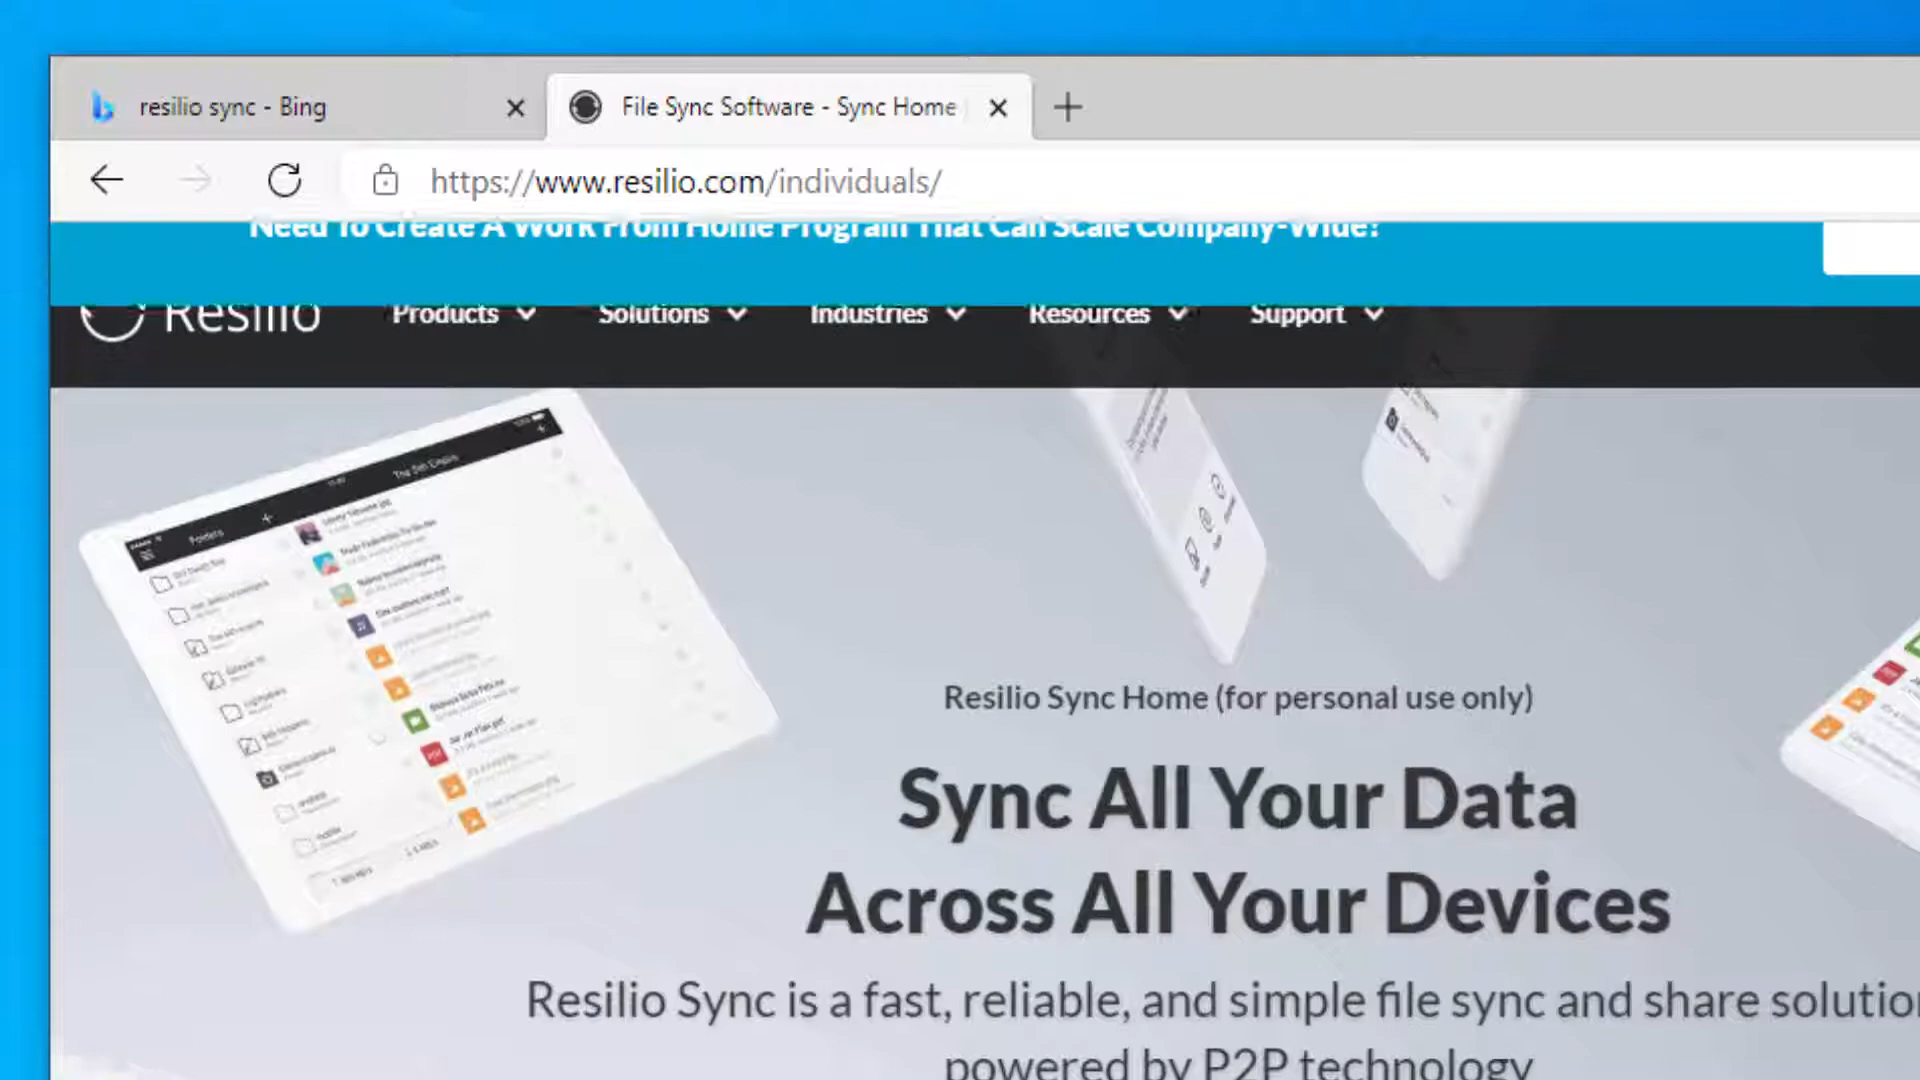 resilio sync - Bing
File Sync Software - Sync Home
https://www.resilio.com/individuals/
Need To Create A Work From Home Program That Can Scale Company-Wide?
Resilio
Products
Solutions
Industries
Resources
Support
Folders
Resilio Sync Home (for personal use only)
Sync All Your Data
Across All Your Devices
Resilio Sync is a fast, reliable, and simple file sync and share solution
powered by P2P technology